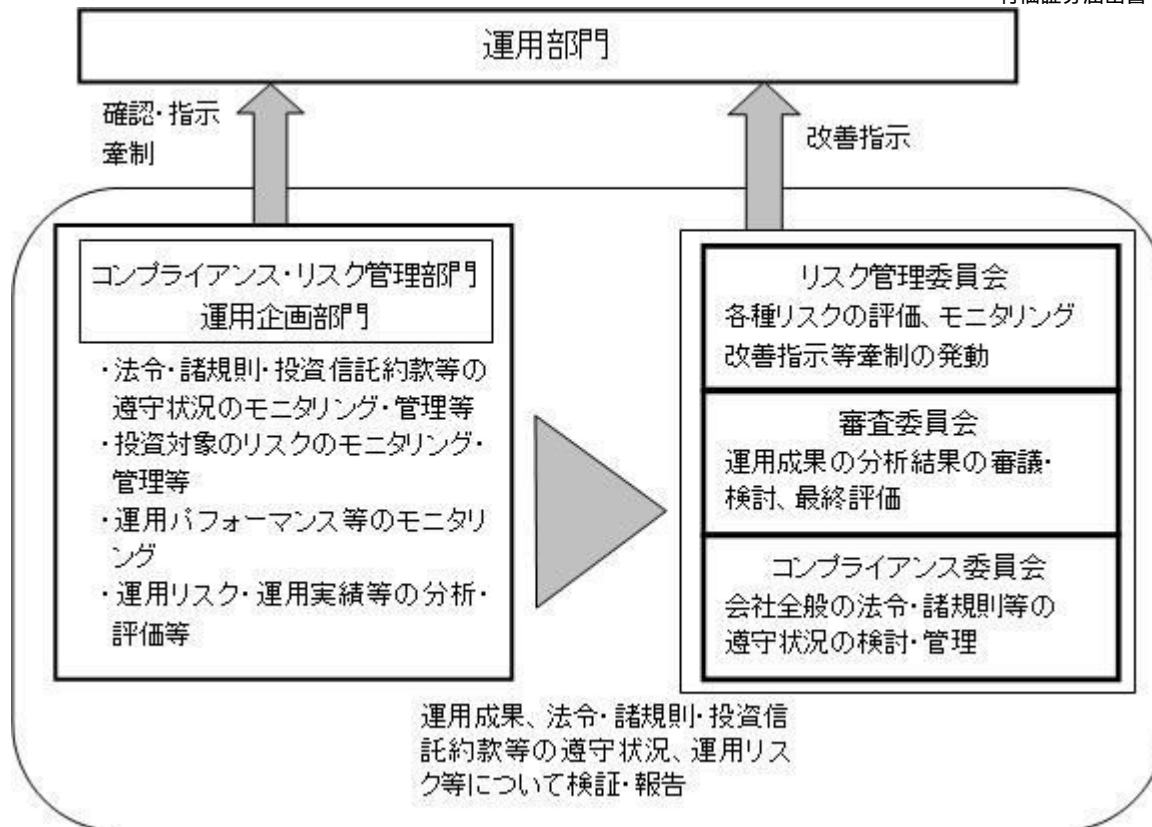 運用部門
確認・指示
牽制
改善指示
コンプライアンス・リスク管理部門
運用企画部門
・法令・諸規則・投資信託約款等の
遵守状況のモニタリング・管理等
・投資対象のリスクのモニタリング・
管理等
・運用パフォーマンス等のモニタリ
ング
・運用リスク・運用実績等の分析・
評価等
リスク管理委員会
各種リスクの評価、モニタリング
改善指示等牽制の発動
審査委員会
運用成果の分析結果の審議・
検討、最終評価
コンプライアンス委員会
会社全般の法令・諸規則等の
遵守状況の検討・管理
運用成果、法令・諸規則・投資信
託約款等の遵守状況、運用リス
ク等について検証・報告